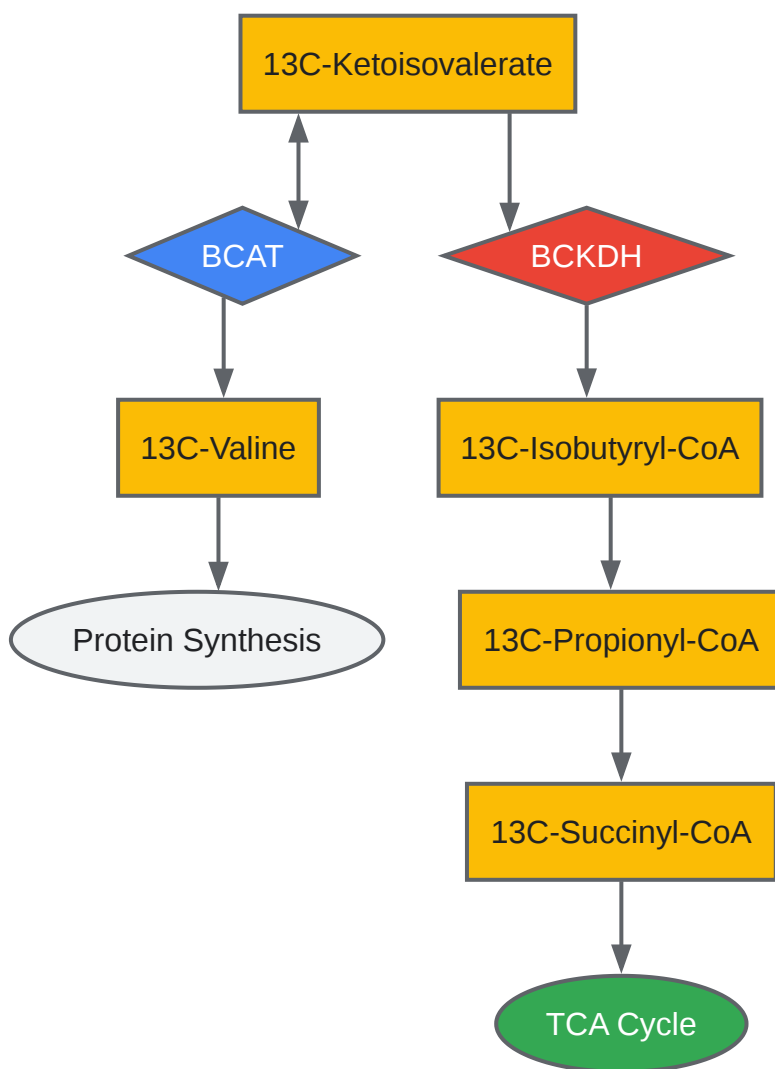 13C-Ketoisovalerate
BCAT
BCKDH
13C-Valine
13C-Isobutyryl-CoA
Protein Synthesis
13C-Propionyl-CoA
13C-Succinyl-CoA
TCA Cycle